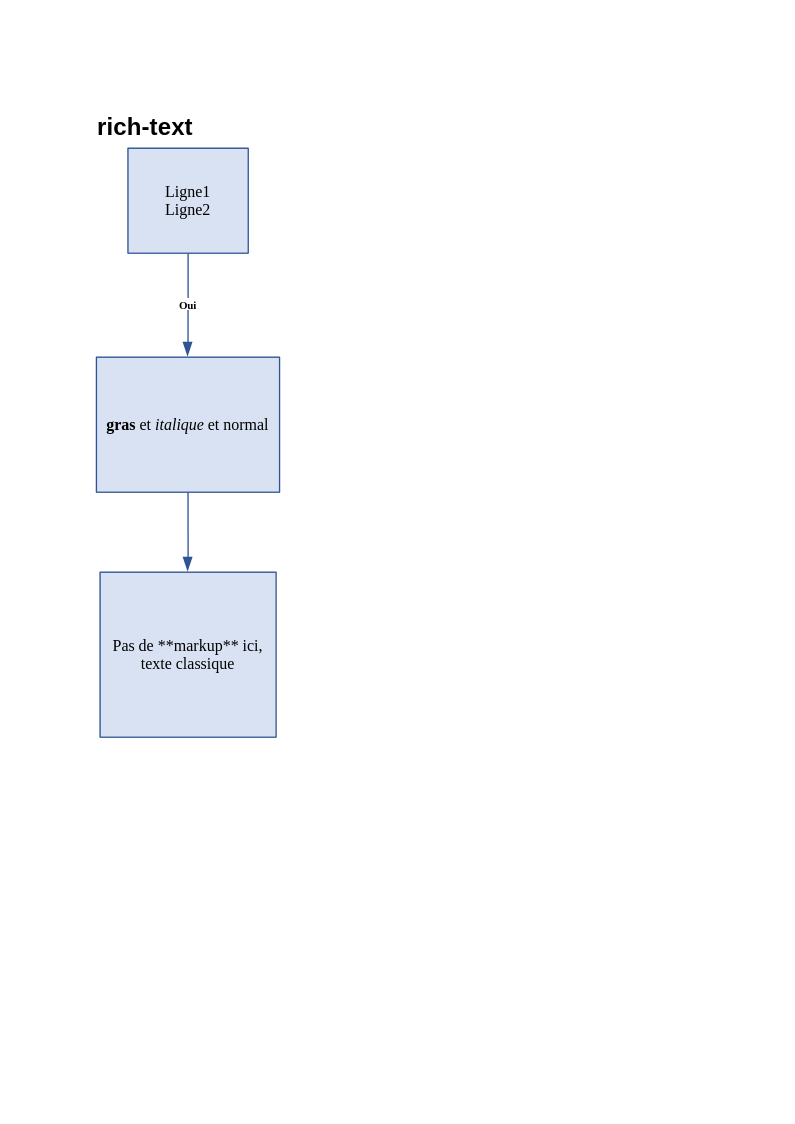 rich-text
Ligne1
Ligne2
Oui
gras et italique et normal
Pas de **markup** ici,
texte classique